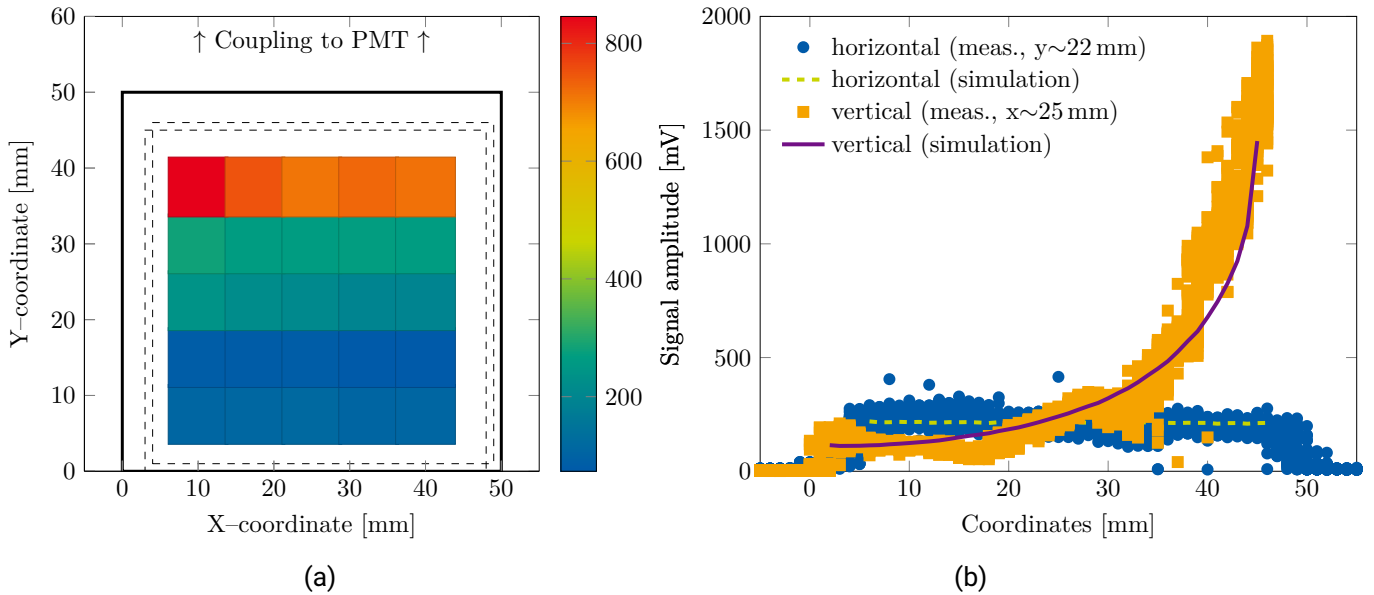 60
50
40
30
20
10
0
0
10
20
30
40
50
Y–coordinate [mm]
X–coordinate [mm]
↑ Coupling to PMT ↑
800
600
400
200
Signal amplitude [mV]
(a)
2000
1500
1000
500
0
0
10
20
30
40
50
Coordinates [mm]
horizontal (meas., y∼22 mm)
horizontal (simulation)
vertical (meas., x∼25 mm)
vertical (simulation)
(b)